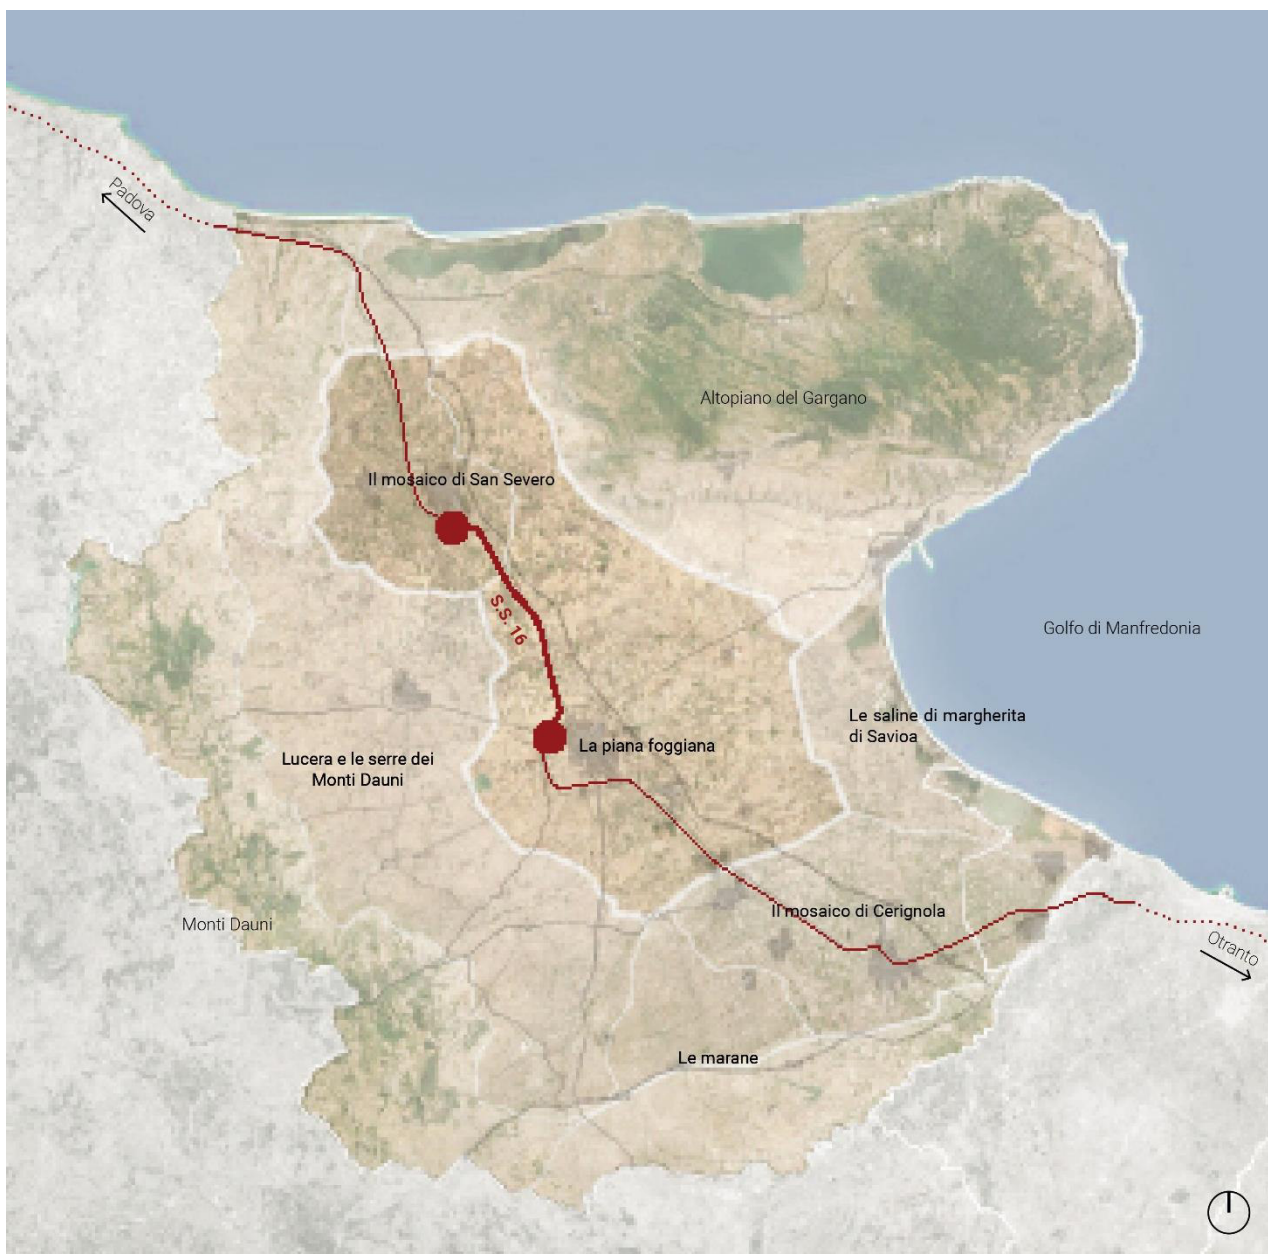 Padova
Altopiano del Gargano
Il mosaico di San Severo
S.S. 16
Golfo di Manfredonia
Le saline di margherita
di Savioa
La piana foggiana
Lucera e le serre dei
Monti Dauni
Il mosaico di Cerignola
Monti Dauni
Otranto
Le marane